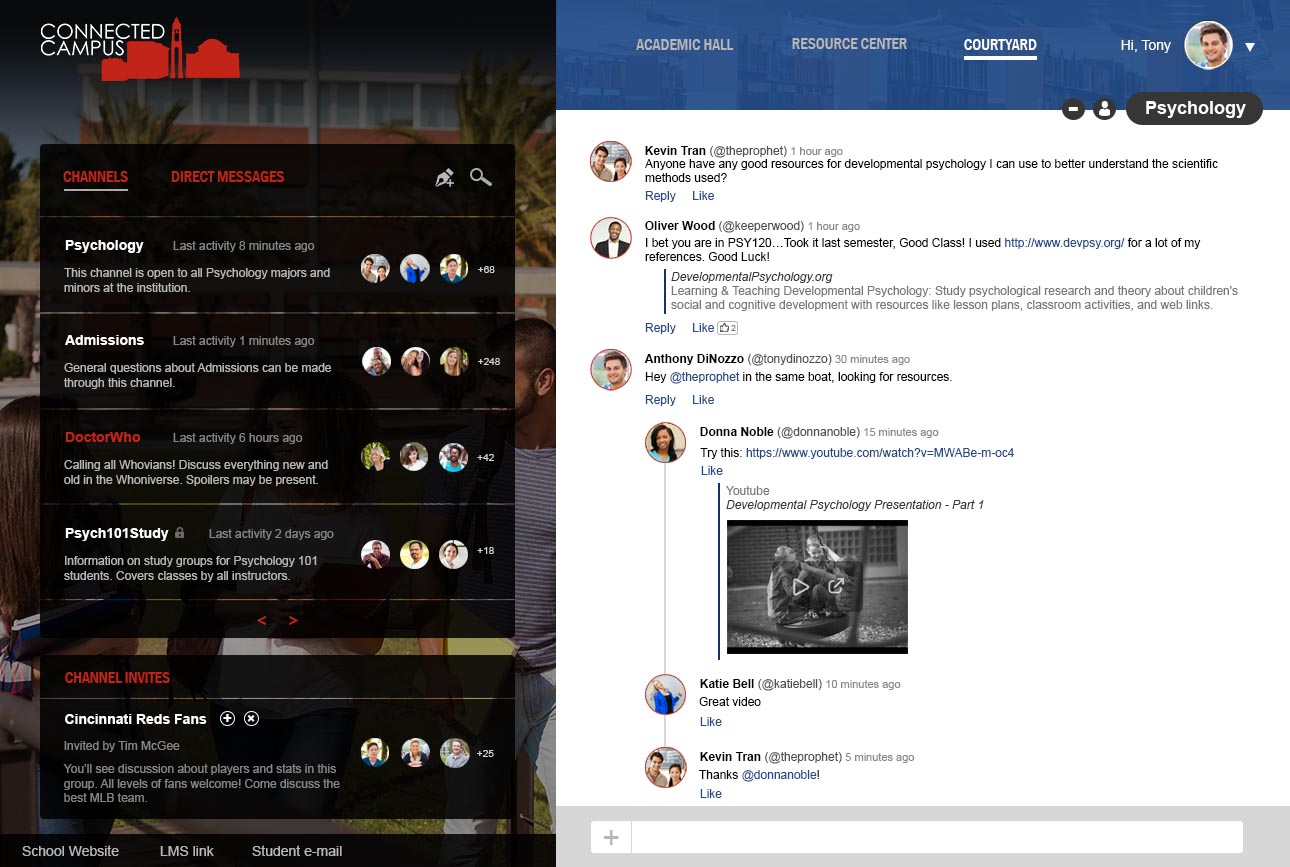 CONNECTED
CAMPUS
ACADEMIC HALL
RESOURCE CENTER
COURTYARD
Hi, Tony
Psychology
CHANNELS
DIRECT MESSAGES
Psychology
Last activity 8 minutes ago
This channel is open to all Psychology majors and
minors at the institution.
+68
Admissions
Last activity 1 minutes ago
General questions about Admissions can be made
through this channel.
+248
DoctorWho
Last activity 6 hours ago
Calling all Whovians! Discuss everything new and
old in the Whoniverse. Spoilers may be present.
+42
Psych101Study
Last activity 2 days ago
Information on study groups for Psychology 101
students. Covers classes by all instructors.
+18
< >
CHANNEL INVITES
Cincinnati Reds Fans
Invited by Tim McGee
You'll see discussion about players and stats in this
group. All levels of fans welcome! Come discuss the
best MLB team.
+25
School Website
LMS link
Student e-mail
Kevin Tran (@theprophet) 1 hour ago
Anyone have any good resources for developmental psychology I can use to better understand the scientific
methods used?
Reply Like
Oliver Wood (@keeperwood) 1 hour ago
I bet you are in PSY120…Took it last semester, Good Class! I used http://www.devpsy.org/ for a lot of my
references. Good Luck!
DevelopmentalPsychology.org
Learning & Teaching Developmental Psychology: Study psychological research and theory about children's
social and cognitive development with resources like lesson plans, classroom activities, and web links.
Reply Like 2
Anthony DiNozzo (@tonydinozzo) 30 minutes ago
Hey @theprophet in the same boat, looking for resources.
Reply Like
Donna Noble (@donnanoble) 15 minutes ago
Try this: https://www.youtube.com/watch?v=MWABe-m-oc4
Like
Youtube
Developmental Psychology Presentation - Part 1
Katie Bell (@katiebell) 10 minutes ago
Great video
Like
Kevin Tran (@theprophet) 5 minutes ago
Thanks @donnanoble!
Like